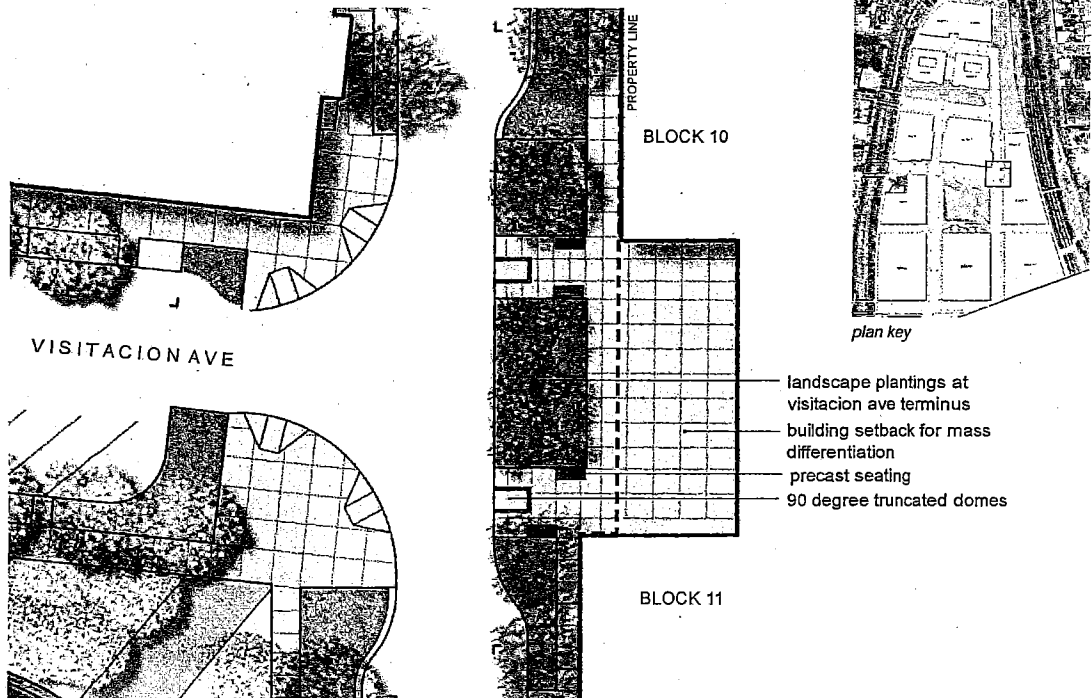 PROPERTY LINE
BLOCK 10
plan key
VISITACION AVE
landscape plantings at
visitacion ave terminus
building setback for mass
differentiation
precast seating
90 degree truncated domes
BLOCK 11